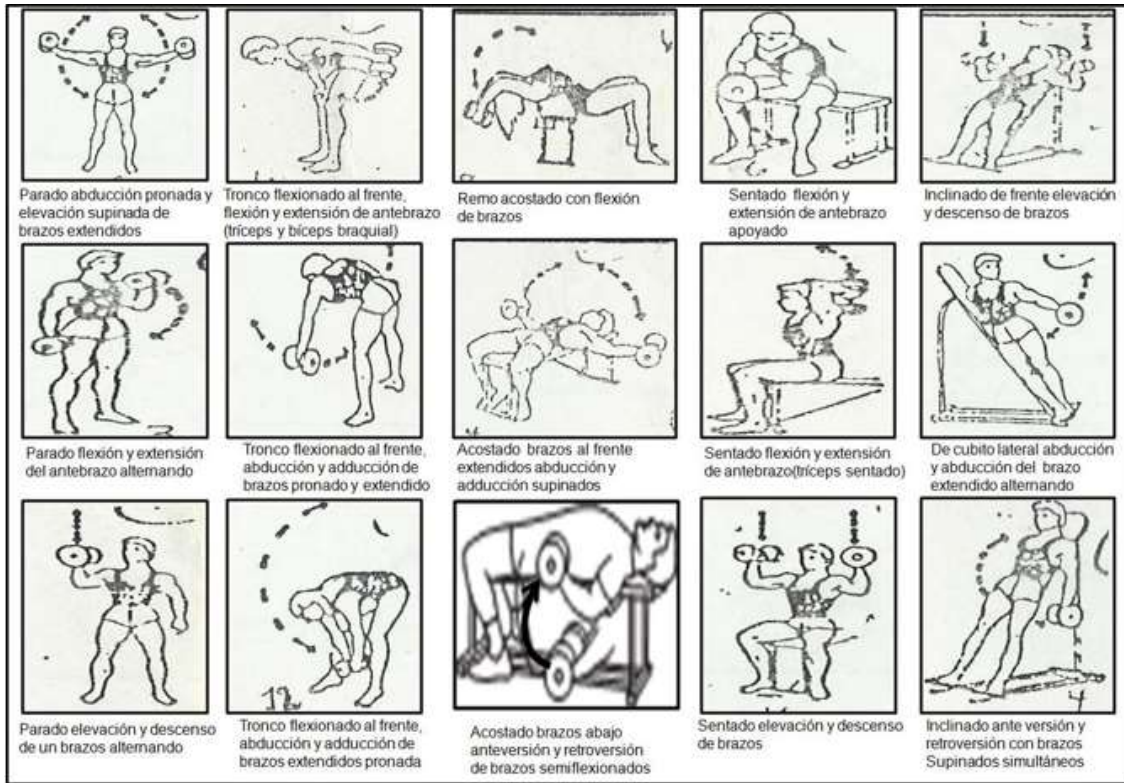 Parado abducción pronada y
elevación supinada de
brazos extendidos
Tronco flexionado al frente,
flexión y extensión de antebrazo
(tríceps y bíceps braquial)
Remo acostado con flexión
de brazos
Sentado flexión y
extensión de antebrazo
apoyado
Inclinado de frente elevación
y descenso de brazos
Parado flexión y extensión
del antebrazo alternando
Tronco flexionado al frente,
abducción y adducción de
brazos pronado y extendido
Acostado brazos al frente
extendidos abducción y
adducción supinados
Sentado flexión y extensión
de antebrazo(tríceps sentado)
De cubito lateral abducción
y abducción del brazo
extendido alternando
12
Parado elevación y descenso
de un brazos alternando
Tronco flexionado al frente,
abducción y adducción de
brazos extendidos pronada
Acostado brazos abajo
anteversión y retroversión
de brazos semiflexionados
Sentado elevación y descenso
de brazos
Inclinado ante versión y
retroversión con brazos
Supinados simultáneos